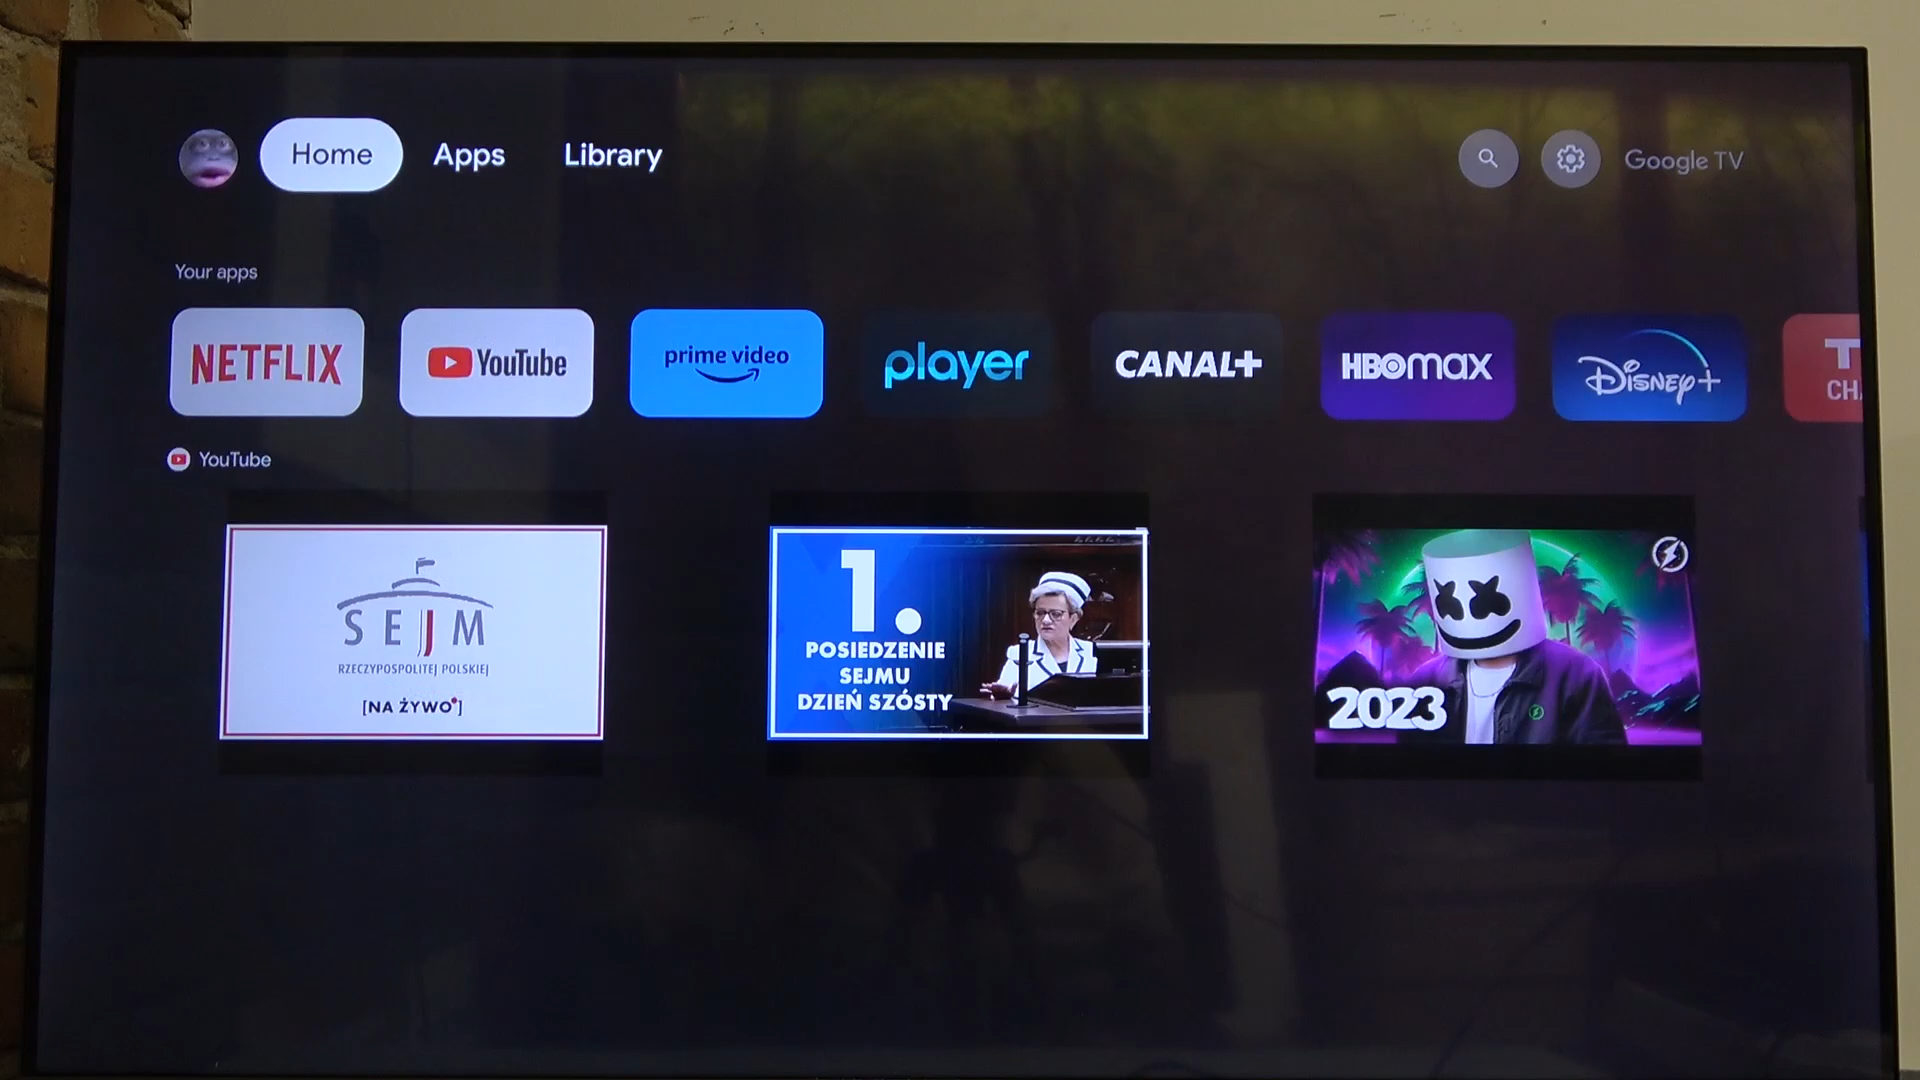 Home
Apps
Library
Google TV
Your apps
NETFLIX
YouTube
prime video
player
CANAL+
HBOmax
Disney+
YouTube
SEJM
RZECZYPOSPOLITEJ POLSKIEJ
[NA ŻYWO]
1.
POSIEDZENIE
SEJMU
DZIEŃ SZÓSTY
2023